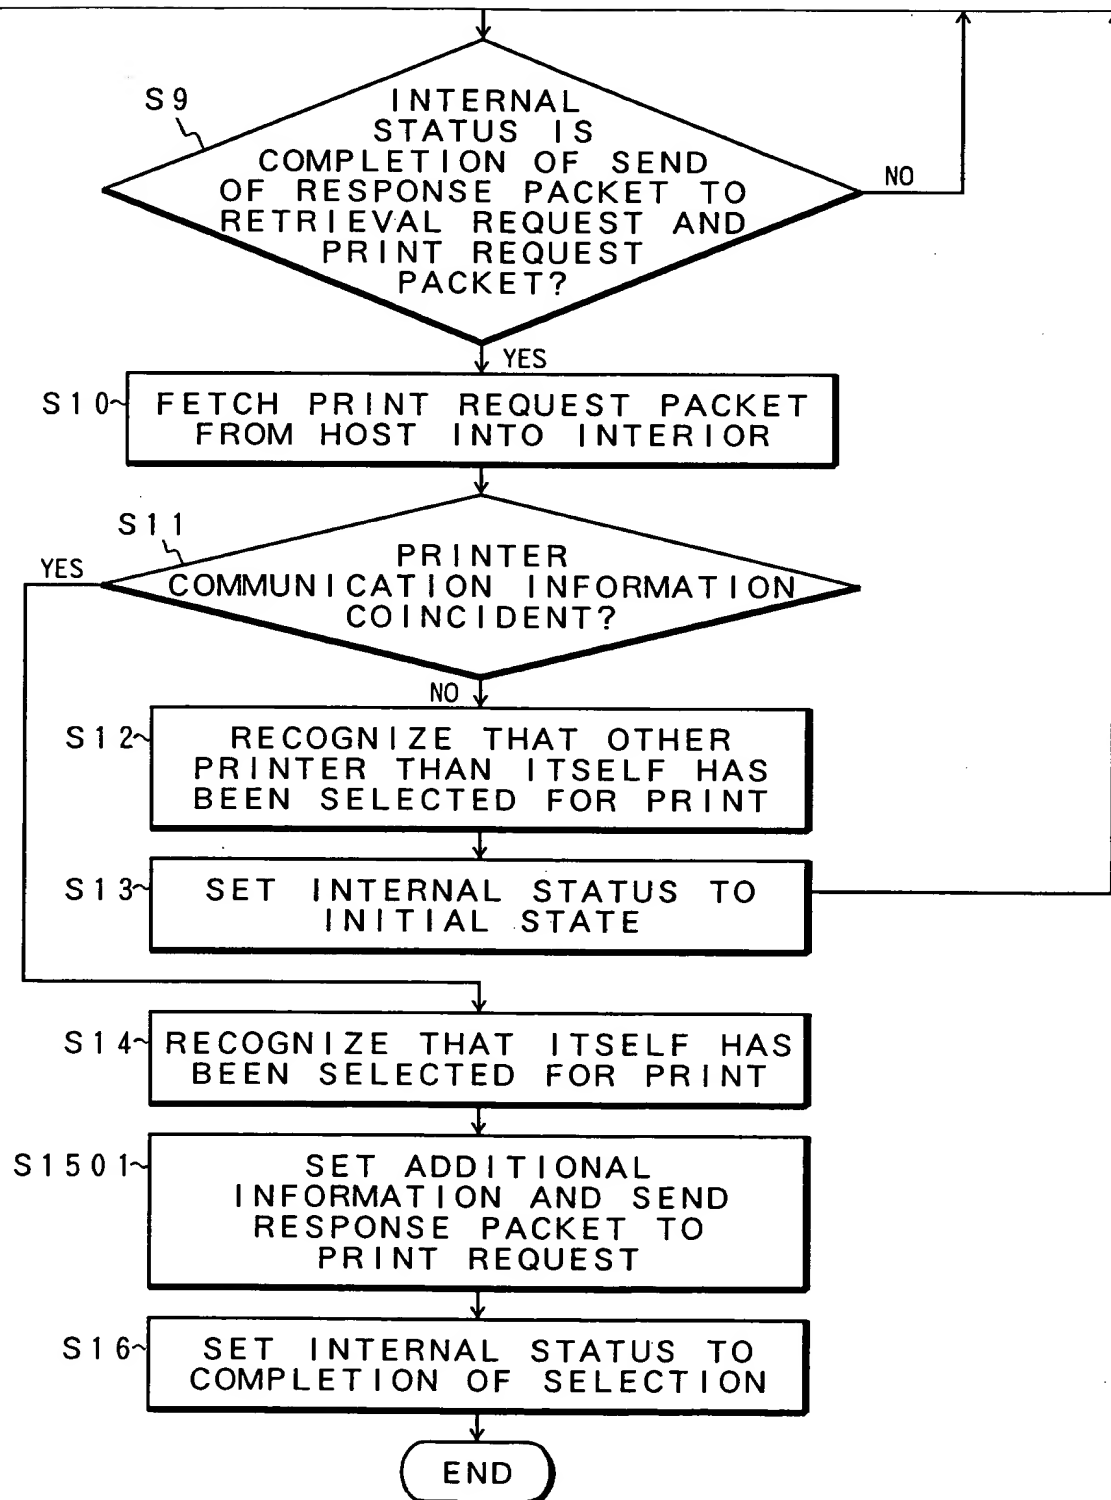 S9
INTERNAL
STATUS IS
COMPLETION OF SEND
OF RESPONSE PACKET TO
RETRIEVAL REQUEST AND
PRINT REQUEST
PACKET?
NO
YES
S10
FETCH PRINT REQUEST PACKET
FROM HOST INTO INTERIOR
S11
YES
PRINTER
COMMUNICATION INFORMATION
COINCIDENT?
NO
S12
RECOGNIZE THAT OTHER
PRINTER THAN ITSELF HAS
BEEN SELECTED FOR PRINT
S13
SET INTERNAL STATUS TO
INITIAL STATE
S14
RECOGNIZE THAT ITSELF HAS
BEEN SELECTED FOR PRINT
S1501
SET ADDITIONAL
INFORMATION AND SEND
RESPONSE PACKET TO
PRINT REQUEST
S16
SET INTERNAL STATUS TO
COMPLETION OF SELECTION
END